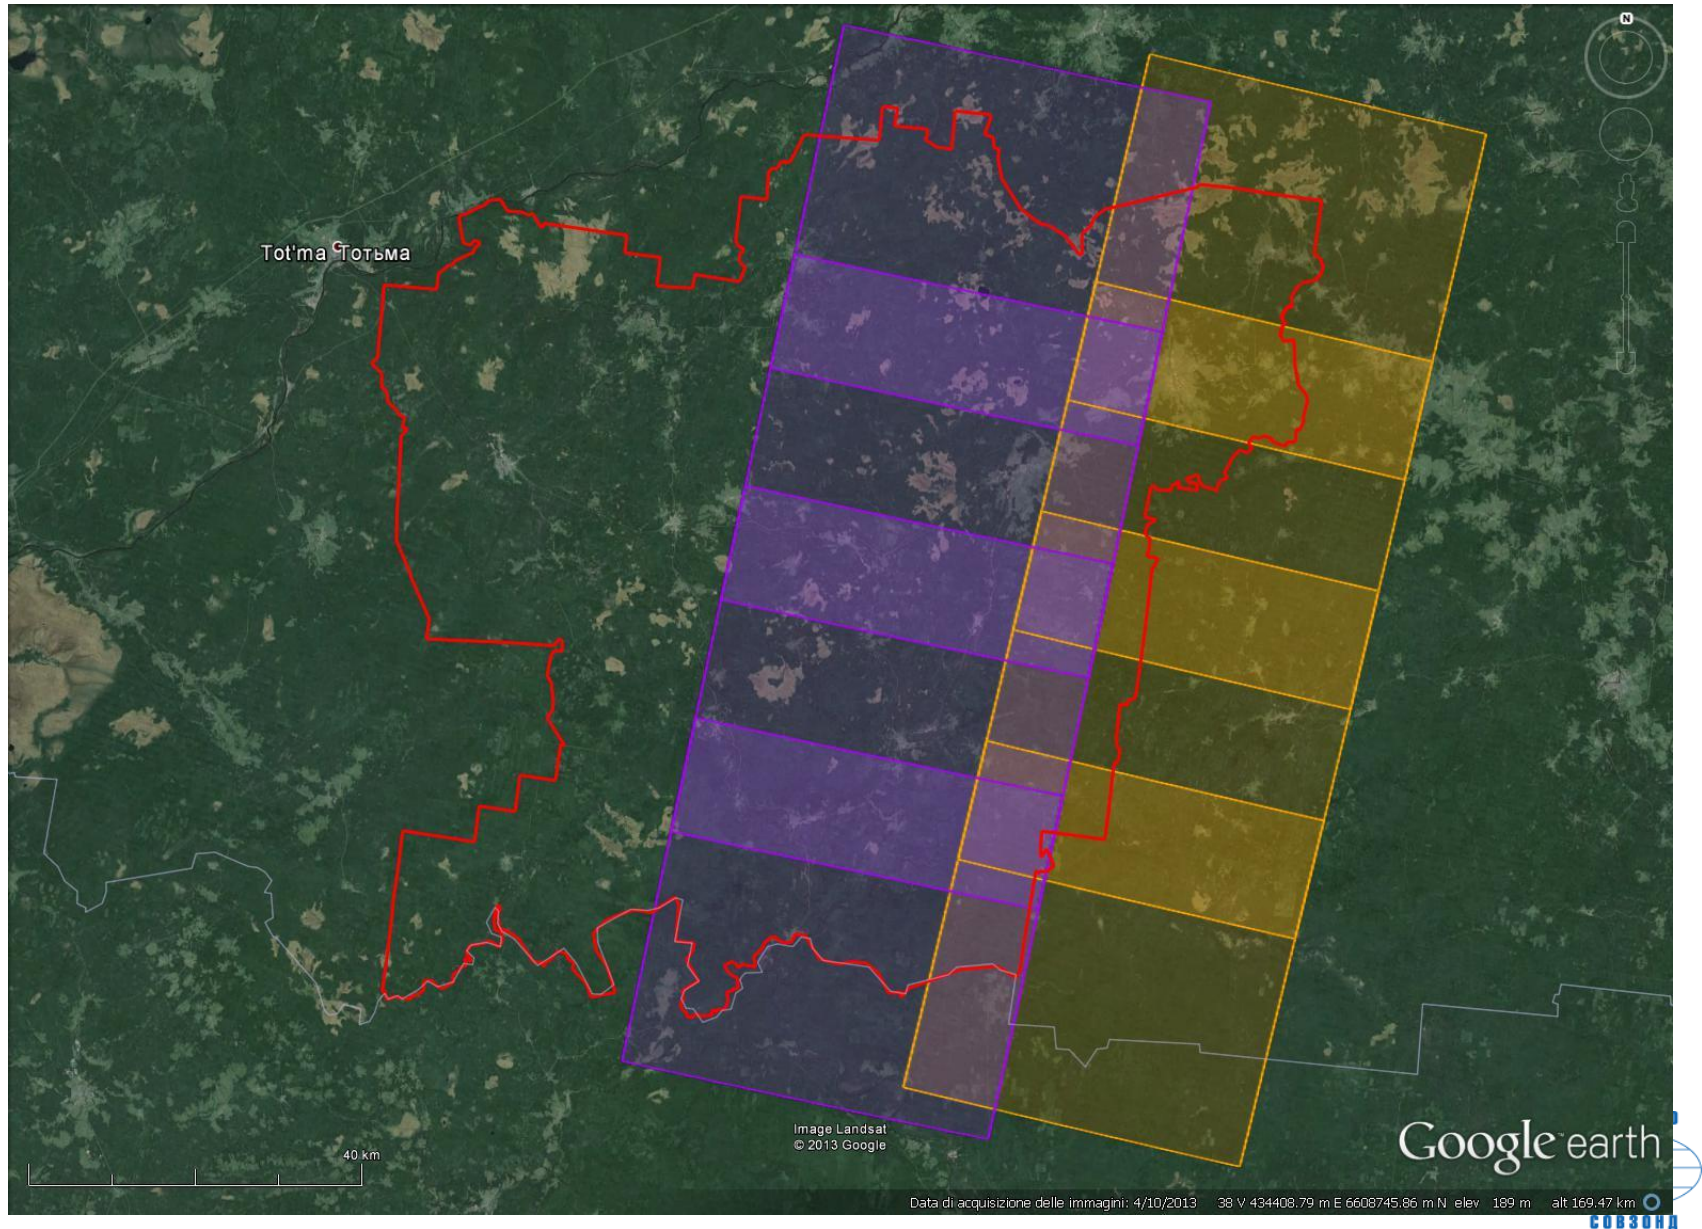 N
Tot'ma Тотьма
Image Landsat
© 2013 Google
40 km
Google earth
Data di acquisizione delle immagini: 4/10/2013 38 V 434408.79 m E 6608745.86 m N elev 189 m alt 169.47 km
СОВЗОНД